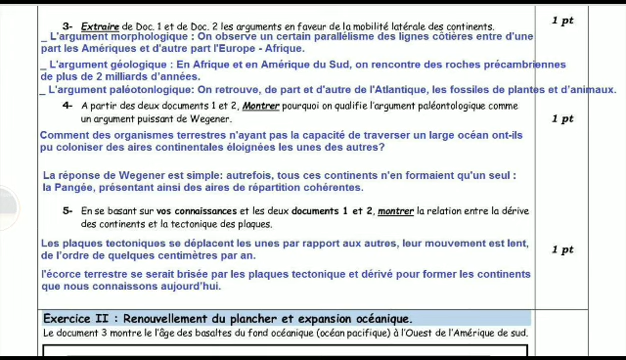 3- Extraire de Doc. 1 et de Doc. 2 les arguments en faveur de la mobilité latérale des continents.
1 pt
_ L'argument morphologique : On observe un certain parallélisme des lignes côtières entre d'une
part les Amériques et d'autre part l'Europe - Afrique.
_ L'argument géologique : En Afrique et en Amérique du Sud, on rencontre des roches précambriennes
de plus de 2 milliards d'années.
_ L'argument paléotonlogique: On retrouve, de part et d'autre de l'Atlantique, les fossiles de plantes et d'animaux.
4- A partir des deux documents 1 et 2, Montrer pourquoi on qualifie l'argument paléontologique comme
un argument puissant de Wegener.
1 pt
Comment des organismes terrestres n'ayant pas la capacité de traverser un large océan ont-ils
pu coloniser des aires continentales éloignées les unes des autres?
La réponse de Wegener est simple: autrefois, tous ces continents n'en formaient qu'un seul :
la Pangée, présentant ainsi des aires de répartition cohérentes.
5- En se basant sur vos connaissances et les deux documents 1 et 2, montrer la relation entre la dérive
des continents et la tectonique des plaques.
Les plaques tectoniques se déplacent les unes par rapport aux autres, leur mouvement est lent,
de l'ordre de quelques centimètres par an.
1 pt
l'écorce terrestre se serait brisée par les plaques tectonique et dérivé pour former les continents
que nous connaissons aujourd'hui.
Exercice II : Renouvellement du plancher et expansion océanique.
Le document 3 montre le l'âge des basaltes du fond océanique (océan pacifique) à l'Ouest de l'Amérique de sud.